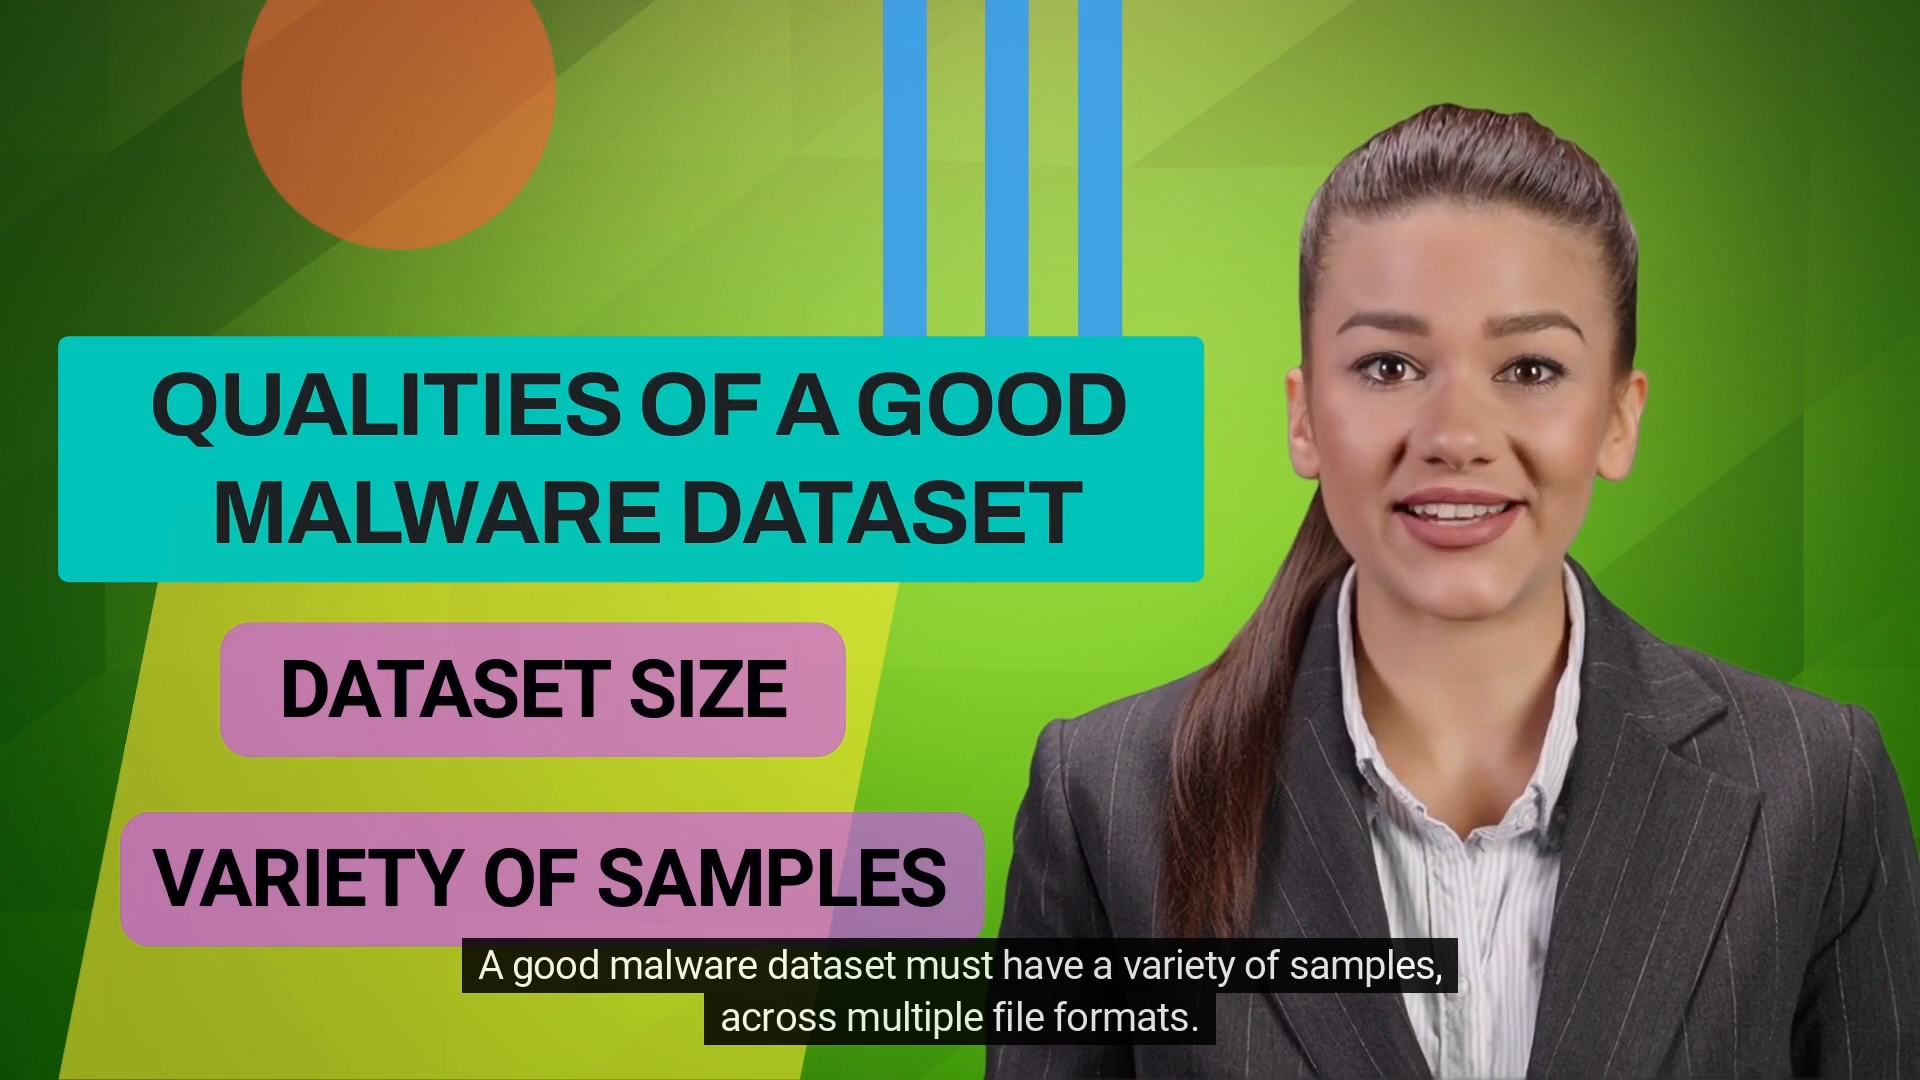 QUALITIES OF A GOOD
MALWARE DATASET
DATASET SIZE
VARIETY OF SAMPLES
A good malware dataset must have a variety of samples,
across multiple file formats.